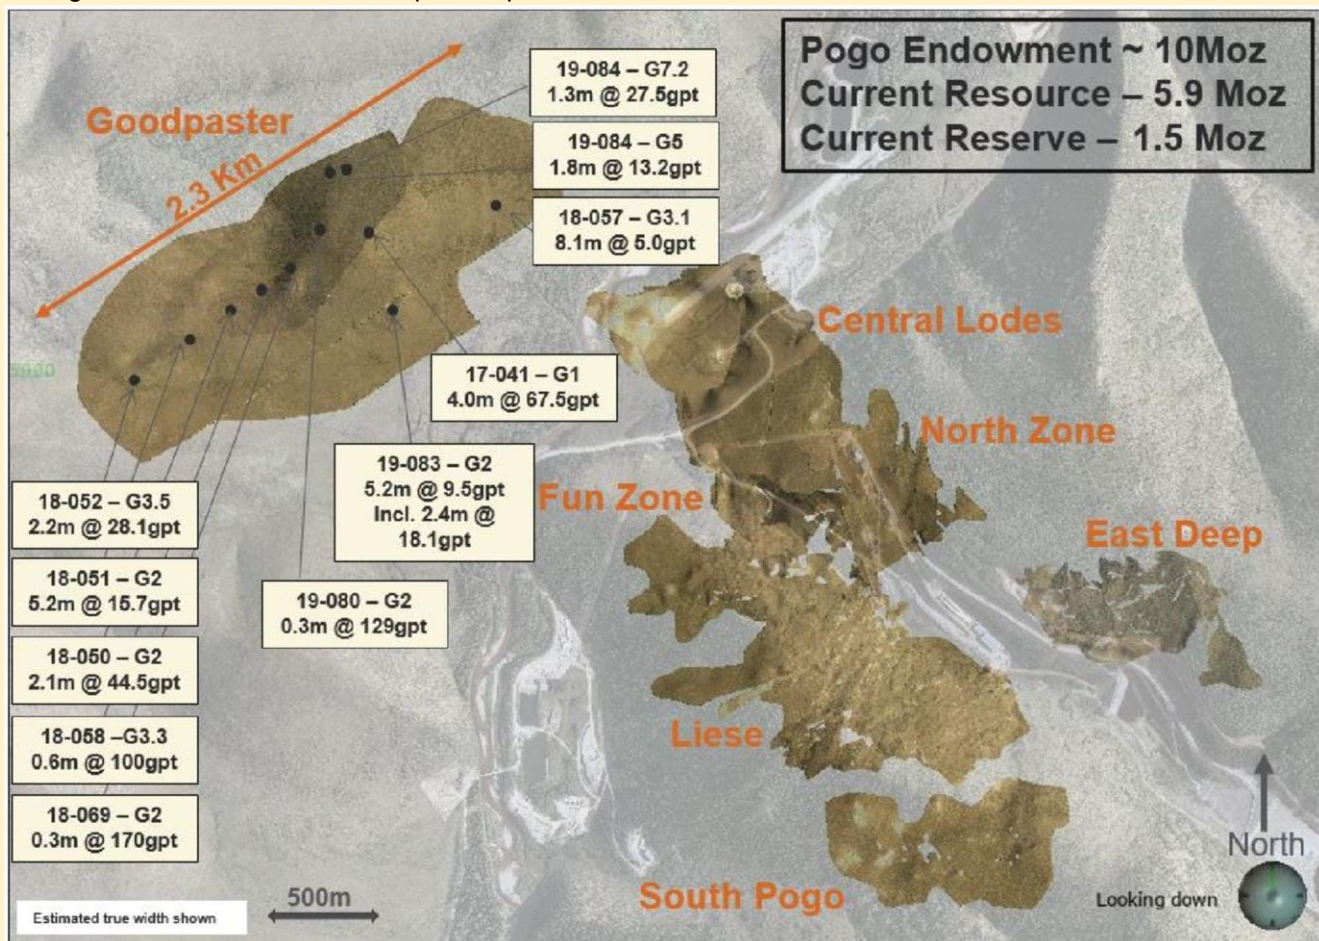 Pogo Endowment ~ 10Moz
Current Resource – 5.9 Moz
Current Reserve – 1.5 Moz
Goodpaster
2.3 Km
19-084 – G7.2
1.3m @ 27.5gpt
19-084 – G5
1.8m @ 13.2gpt
18-057 – G3.1
8.1m @ 5.0gpt
Central Lodes
17-041 – G1
4.0m @ 67.5gpt
North Zone
19-083 – G2
5.2m @ 9.5gpt
Incl. 2.4m @
18.1gpt
Fun Zone
East Deep
18-052 – G3.5
2.2m @ 28.1gpt
18-051 – G2
5.2m @ 15.7gpt
19-080 – G2
0.3m @ 129gpt
18-050 – G2
2.1m @ 44.5gpt
18-058 –G3.3
0.6m @ 100gpt
18-069 – G2
0.3m @ 170gpt
Liese
South Pogo
North
Looking down
500m
Estimated true width shown